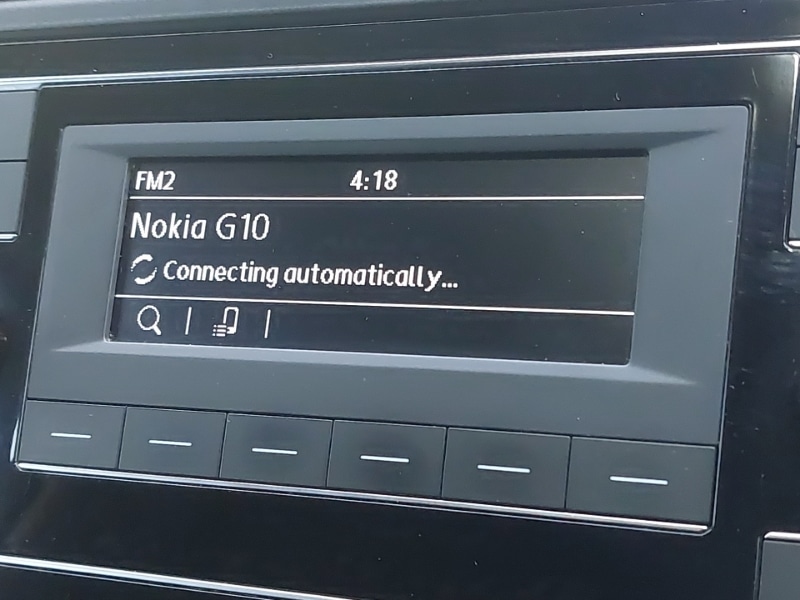 FM2 4:18
Nokia G10
Connecting automatically...